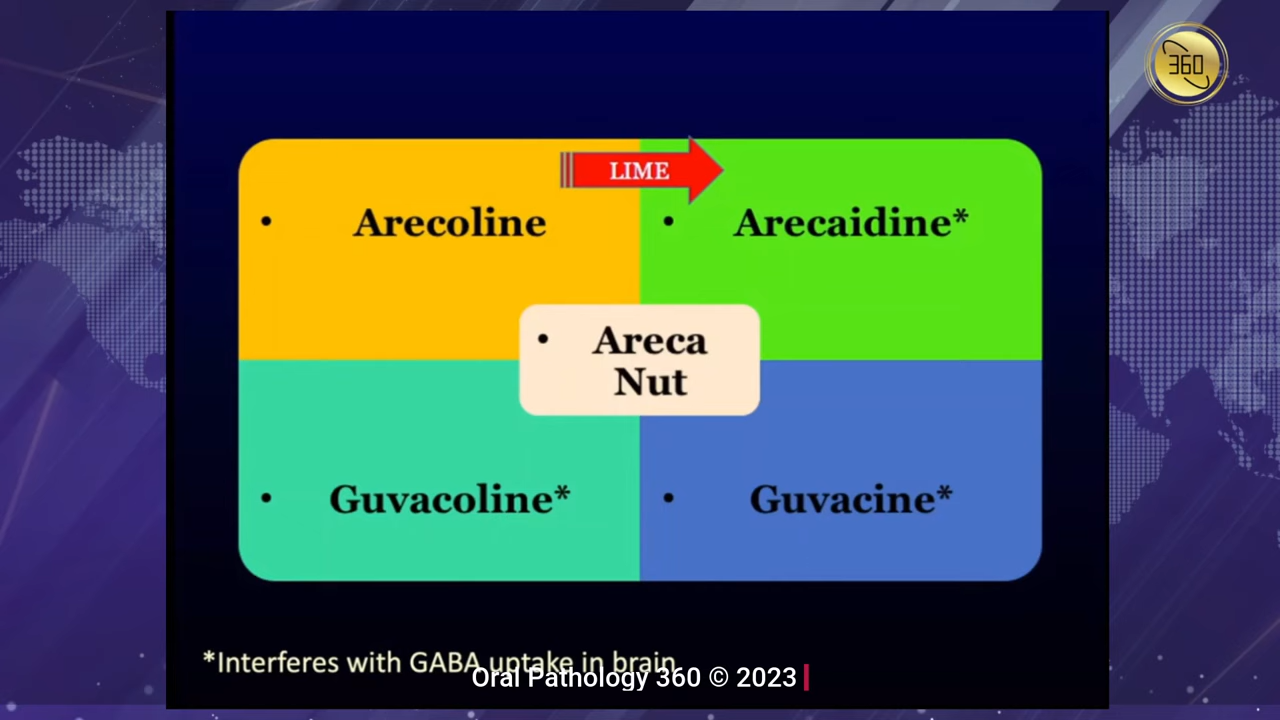 360
LIME
• Arecoline
• Arecaidine*
• Areca
Nut
• Guvacoline*
• Guvacine*
*Interferes with GABA uptake in brain
Oral Pathology 360 © 2023